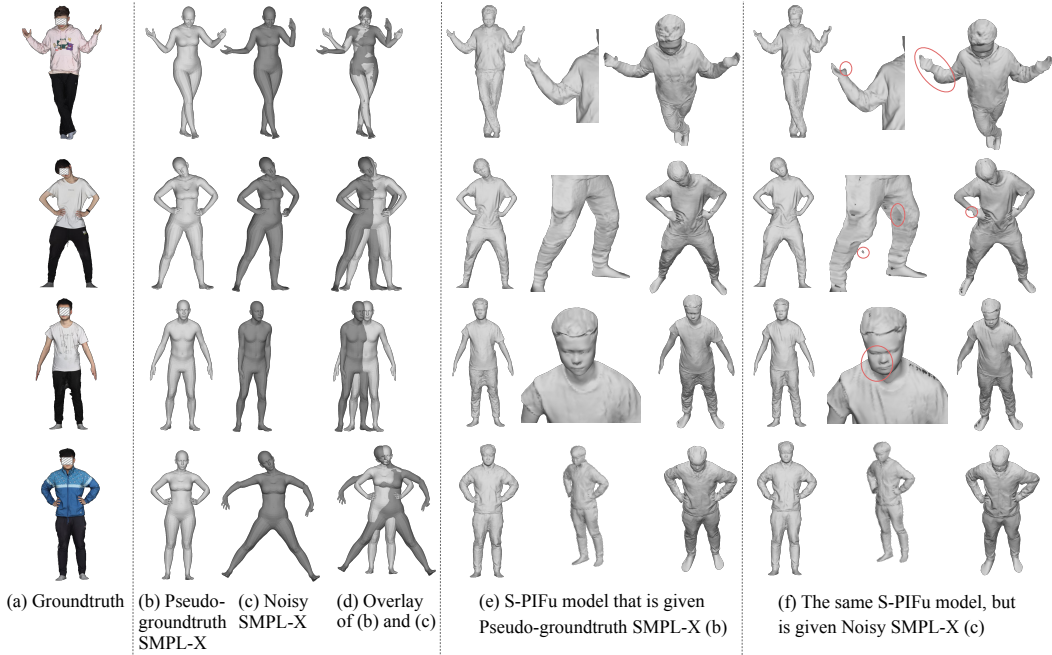 (a) Groundtruth
(b) Pseudo-
groundtruth
SMPL-X
(c) Noisy
SMPL-X
(d) Overlay
of (b) and (c)
(e) S-PIFu model that is given
Pseudo-groundtruth SMPL-X (b)
(f) The same S-PIFu model, but
is given Noisy SMPL-X (c)